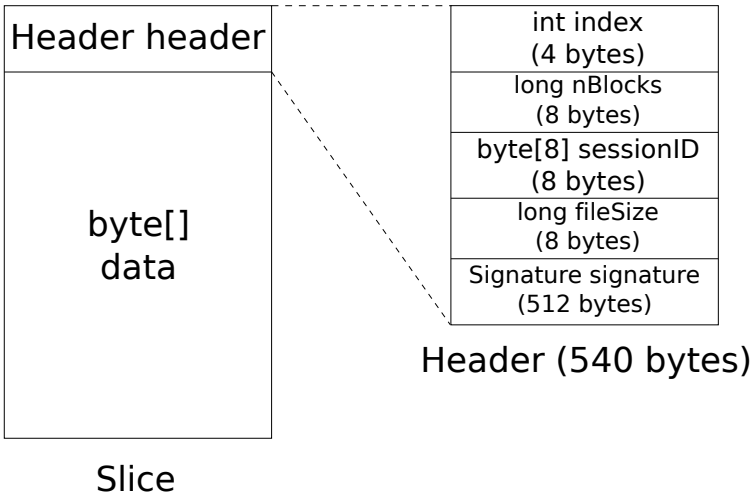 Header header
byte[]
data
Slice
int index
(4 bytes)
long nBlocks
(8 bytes)
byte[8] sessionID
(8 bytes)
long fileSize
(8 bytes)
Signature signature
(512 bytes)
Header (540 bytes)